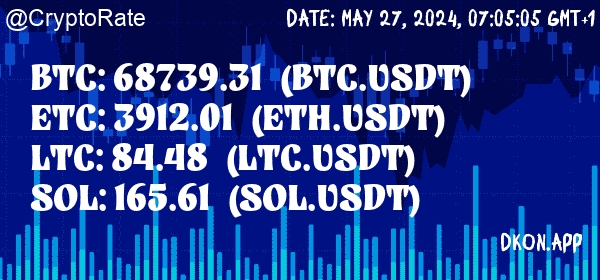 @CryptoRate
DATE: MAY 27, 2024, 07:05:05 GMT+1
BTC: 68739.31 (BTC.USDT)
ETC: 3912.01 (ETH.USDT)
LTC: 84.48 (LTC.USDT)
SOL: 165.61 (SOL.USDT)
DKON.APP